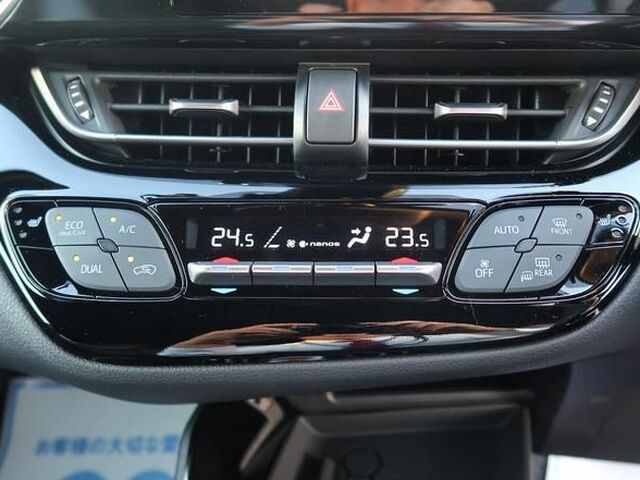 ECO
Heat/Cool
A/C
DUAL
24.5
nanoe
23.5
AUTO
FRONT
OFF
REAR
お客様の大切な愛